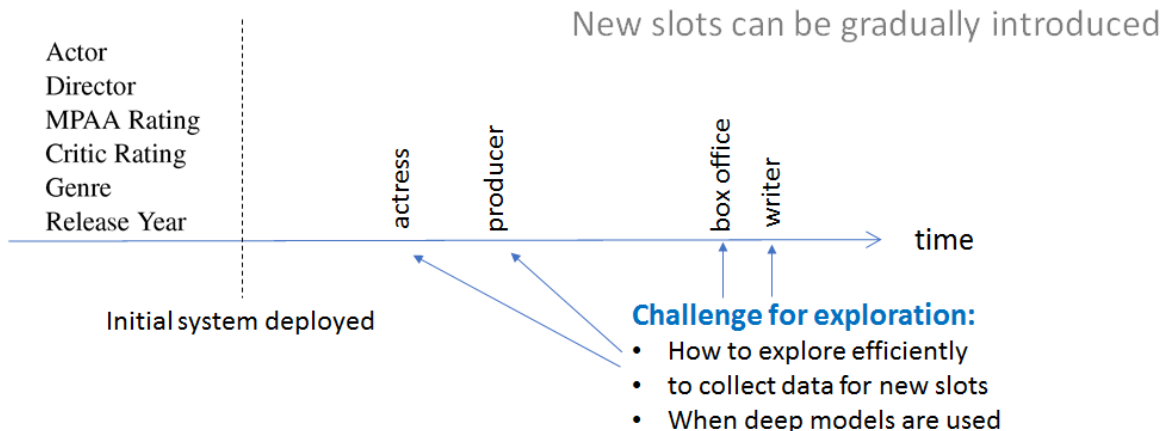 New slots can be gradually introduced
Actor
Director
MPAA Rating
Critic Rating
Genre
Release Year
actress
producer
box office
writer
time
Initial system deployed
Challenge for exploration:
• How to explore efficiently
• to collect data for new slots
• When deep models are used